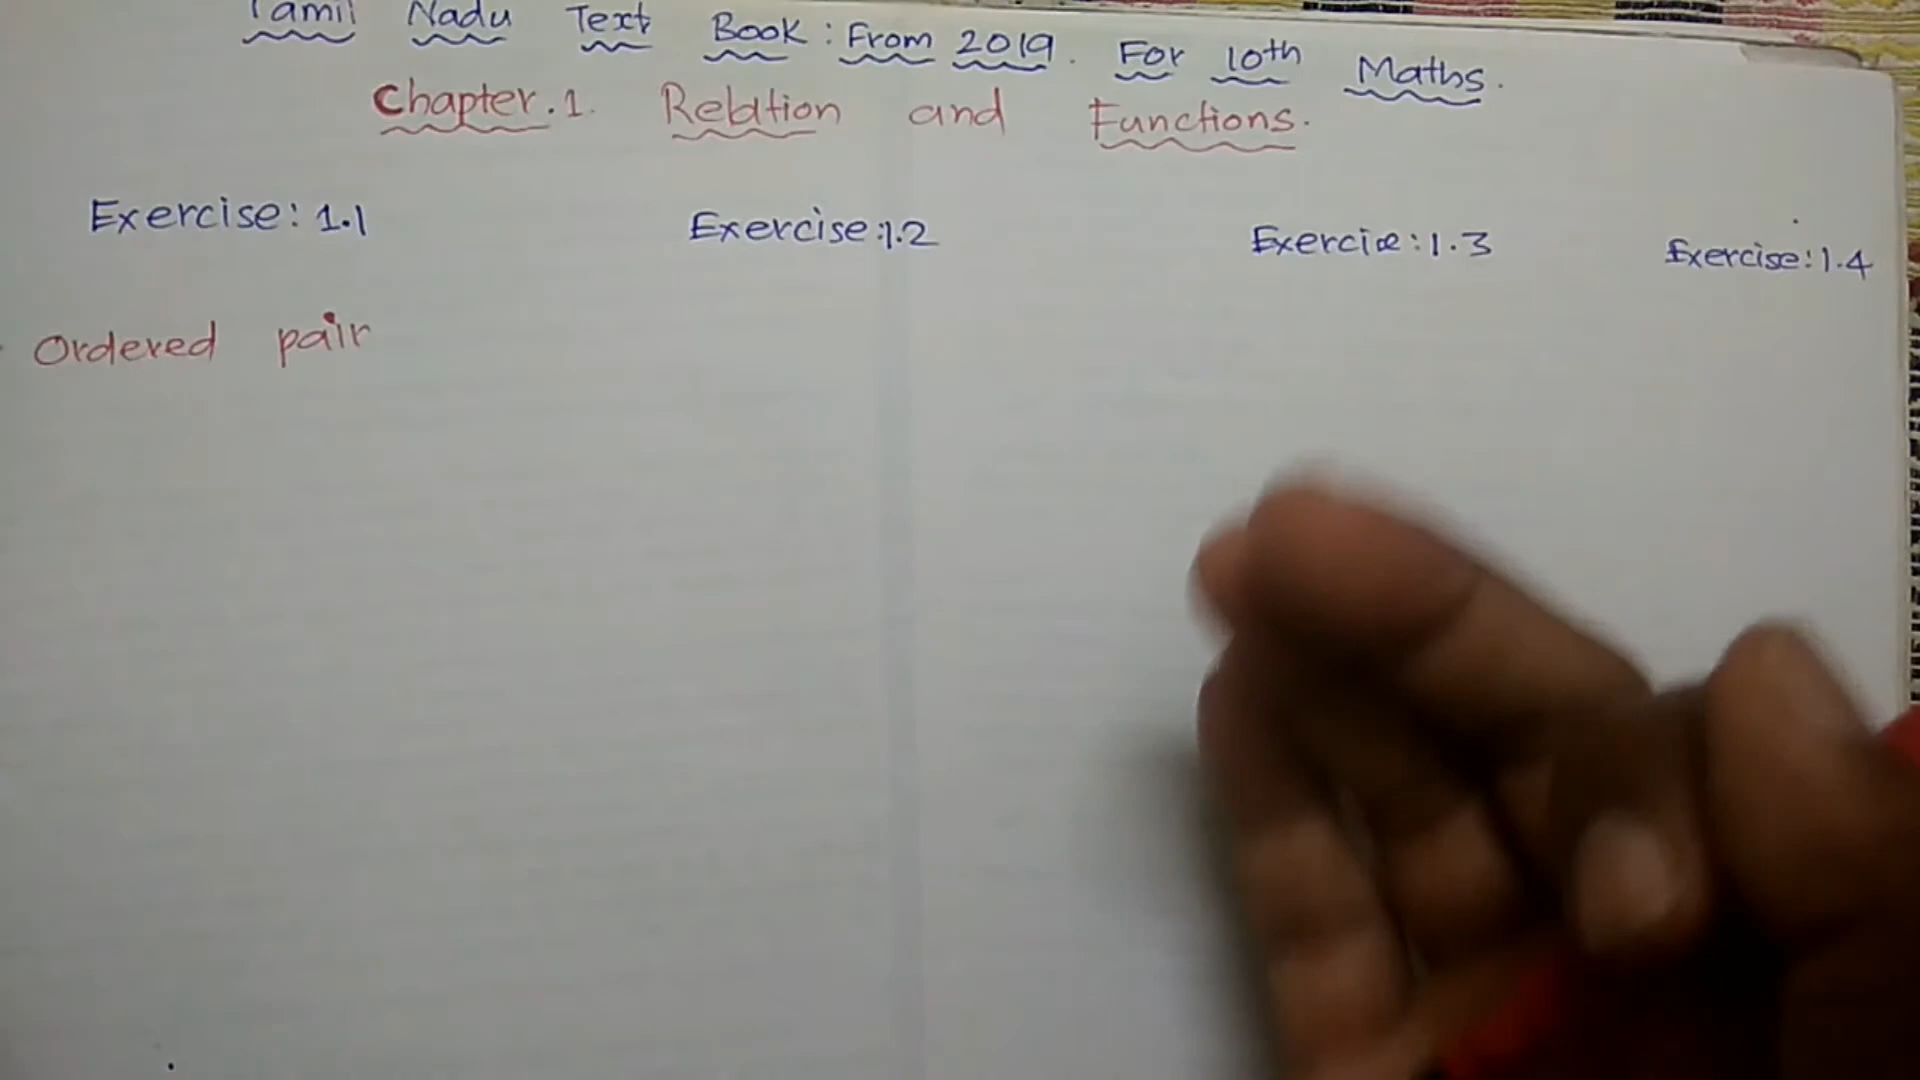 Tamil Nadu Text Book: From 2019. For 10th Maths.
Chapter.1. Relation and Functions.
Exercise: 1.1 Exercise:1.2 Exercise:1.3 Exercise:1.4
Ordered pair